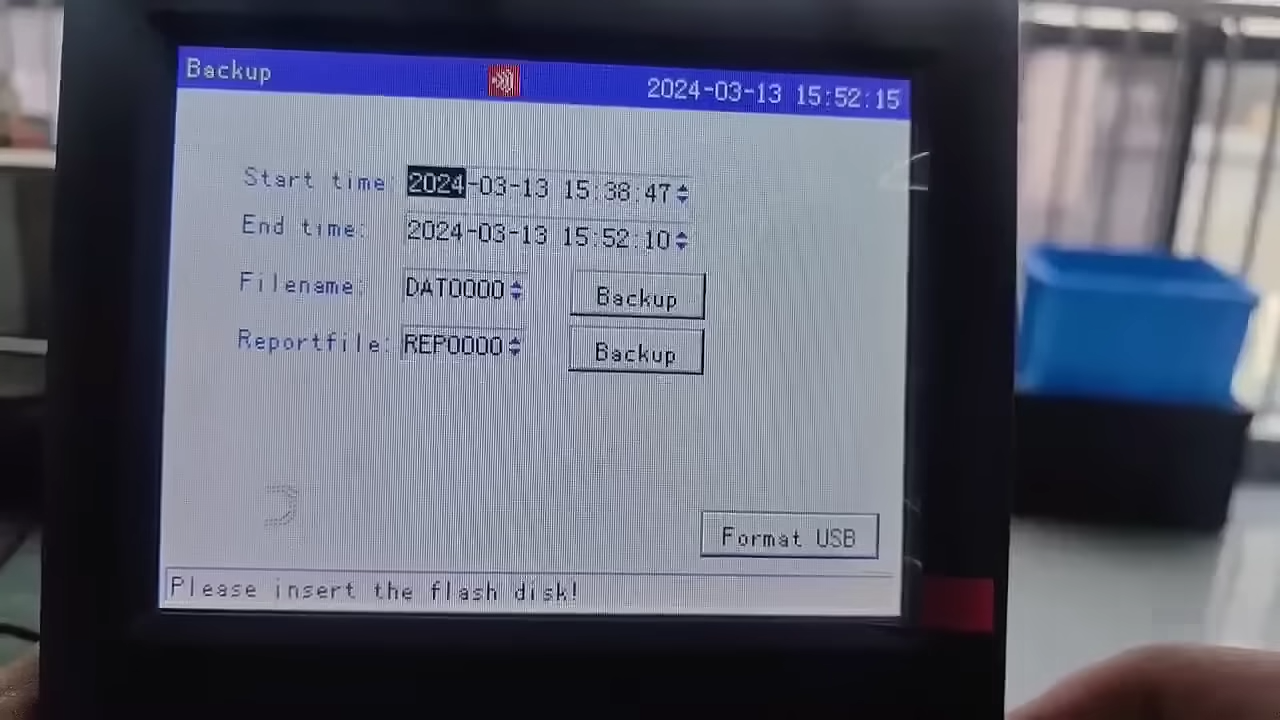 Backup 2024-03-13 15:52:15
Start time: 2024-03-13 15:38:47
End time: 2024-03-13 15:52:10
Filename: DAT0000 Backup
Reportfile: REP0000 Backup
Format USB
Please insert the flash disk!